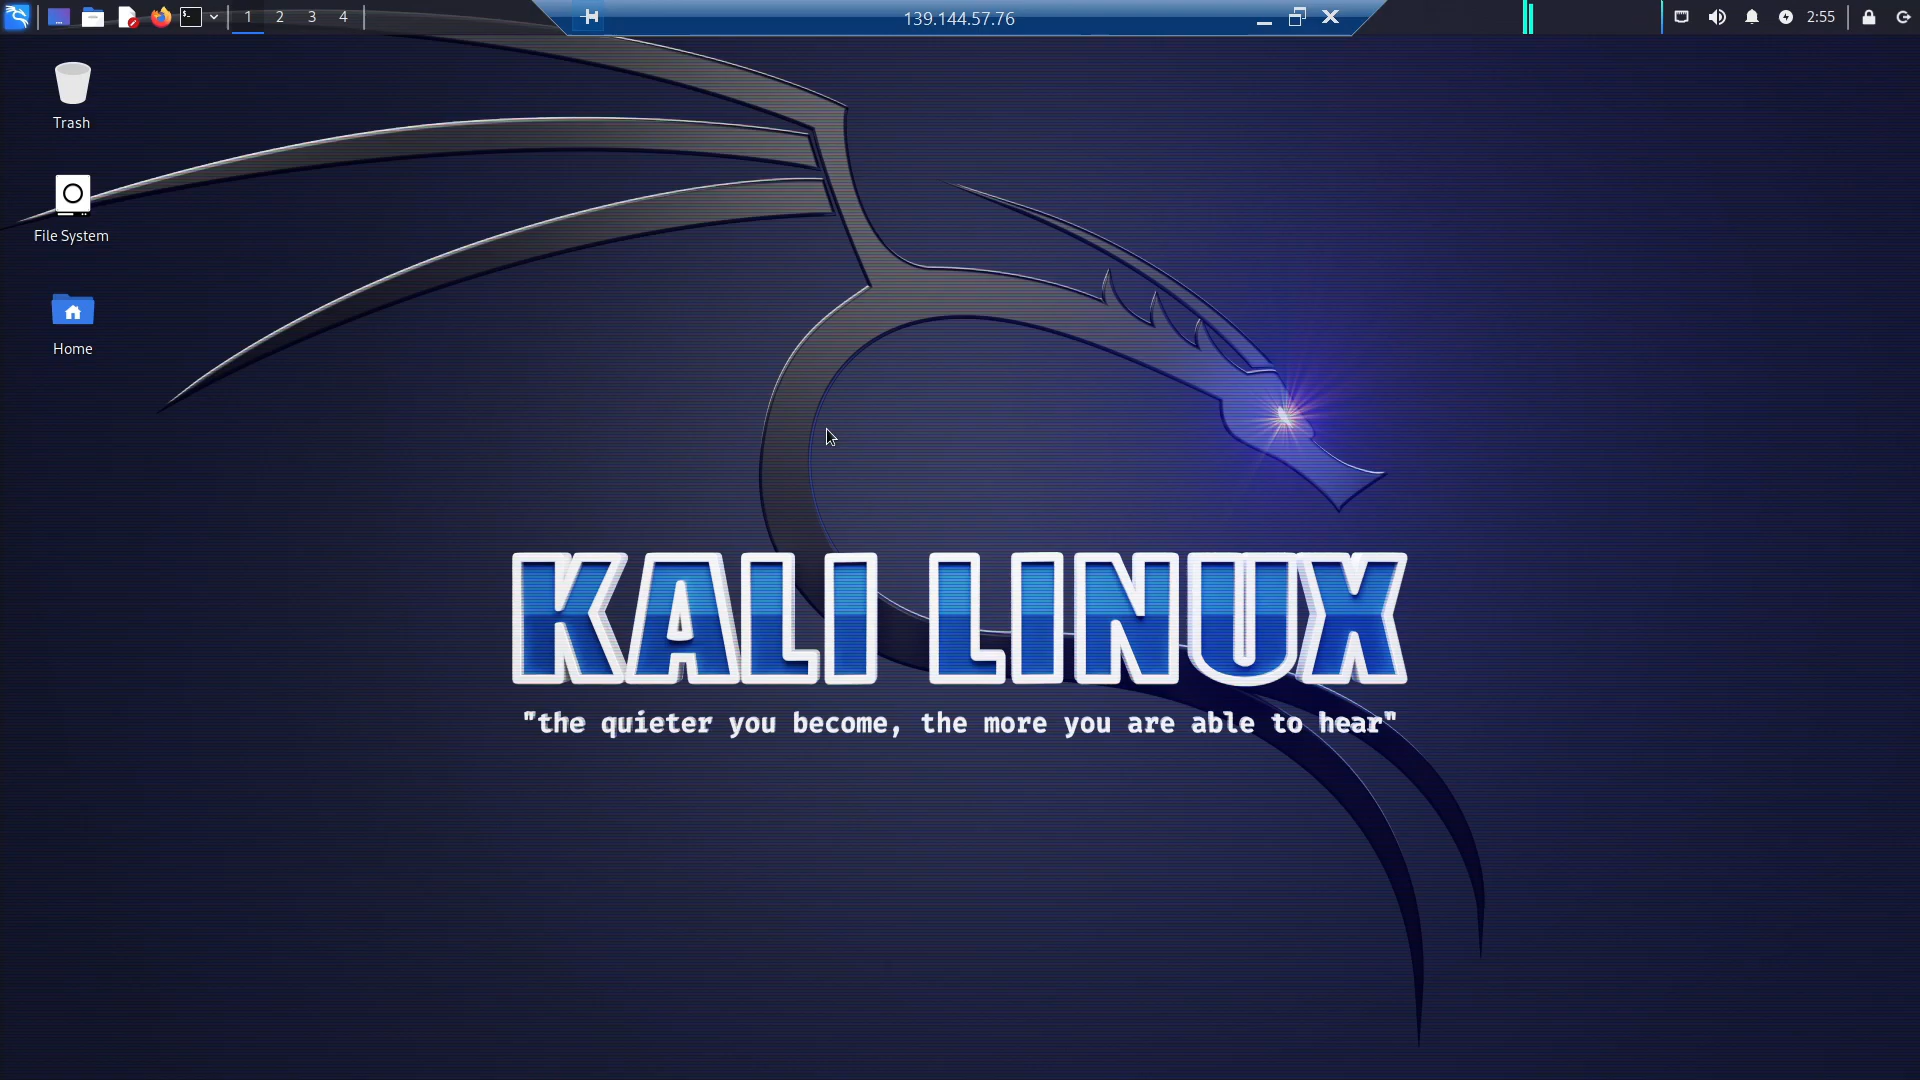 1 2 3 4
139.144.57.76
2:55
Trash
File System
Home
KALI LINUX
"the quieter you become, the more you are able to hear"